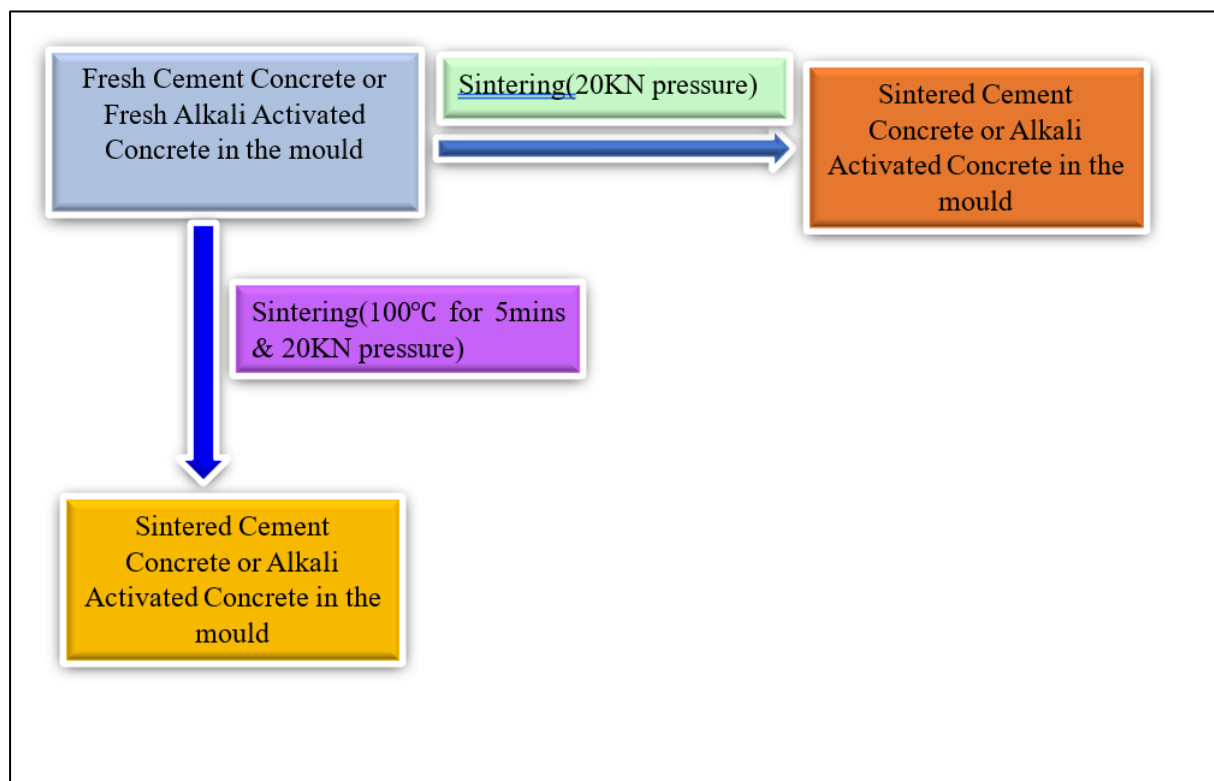 Fresh Cement Concrete or
Fresh Alkali Activated
Concrete in the mould
Sintering(20KN pressure)
Sintered Cement
Concrete or Alkali
Activated Concrete in the
mould
Sintering(100℃ for 5mins
& 20KN pressure)
Sintered Cement
Concrete or Alkali
Activated Concrete in the
mould